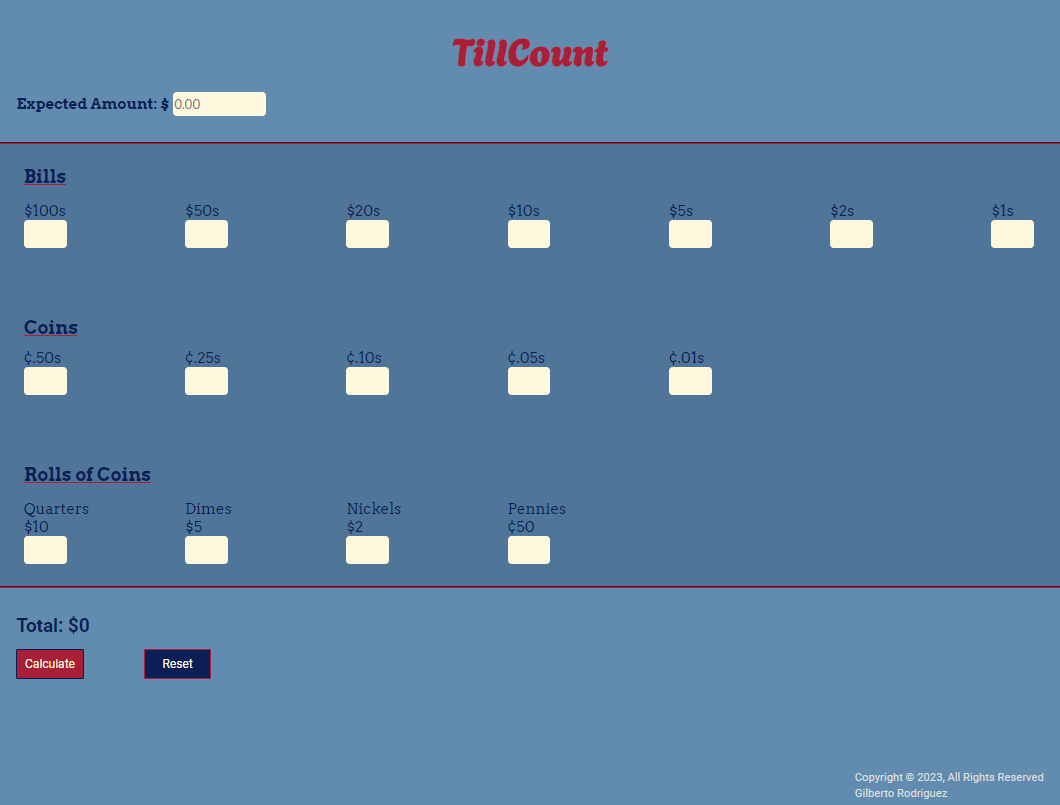 TillCount
Expected Amount: $ 0.00
Bills
$100s $50s $20s $10s $5s $2s $1s
Coins
¢.50s ¢.25s ¢.10s ¢.05s ¢.01s
Rolls of Coins
Quarters Dimes Nickels Pennies
$10 $5 $2 ¢50
Total: $0
Calculate Reset
Copyright © 2023, All Rights Reserved
Gilberto Rodriguez